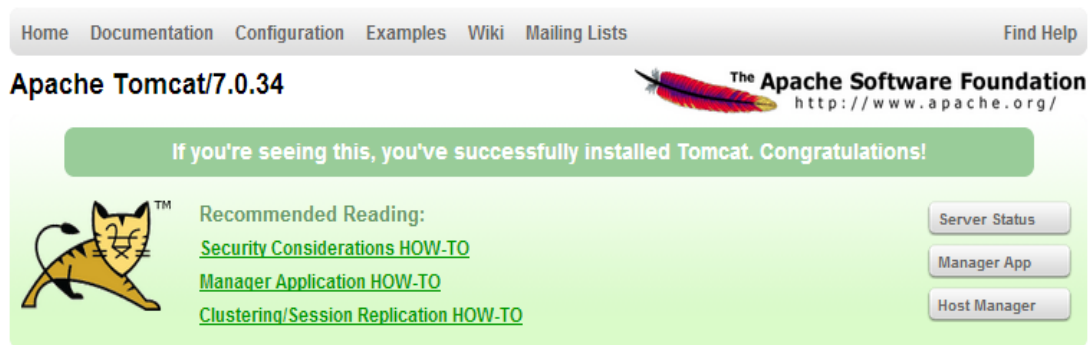 Home Documentation Configuration Examples Wiki Mailing Lists Find Help
Apache Tomcat/7.0.34
The Apache Software Foundation
http://www.apache.org/
If you're seeing this, you've successfully installed Tomcat. Congratulations!
TM
Recommended Reading:
Security Considerations HOW-TO
Manager Application HOW-TO
Clustering/Session Replication HOW-TO
Server Status
Manager App
Host Manager